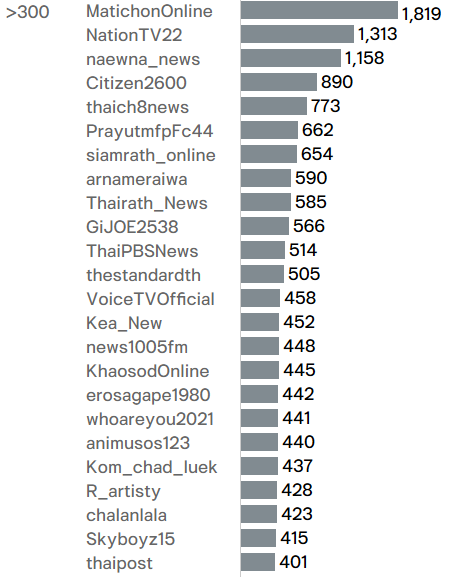 >300 MatichonOnline 1,819
NationTV22 1,313
naewna_news 1,158
Citizen2600 890
thaich8news 773
PrayutmfpFc44 662
siamrath_online 654
arnameraiwa 590
Thairath_News 585
GiJOE2538 566
ThaiPBSNews 514
thestandardth 505
VoiceTVOfficial 458
Kea_New 452
news1005fm 448
KhaosodOnline 445
erosagape1980 442
whoareyou2021 441
animusos123 440
Kom_chad_luek 437
R_artisty 428
chalanlala 423
Skyboyz15 415
thaipost 401